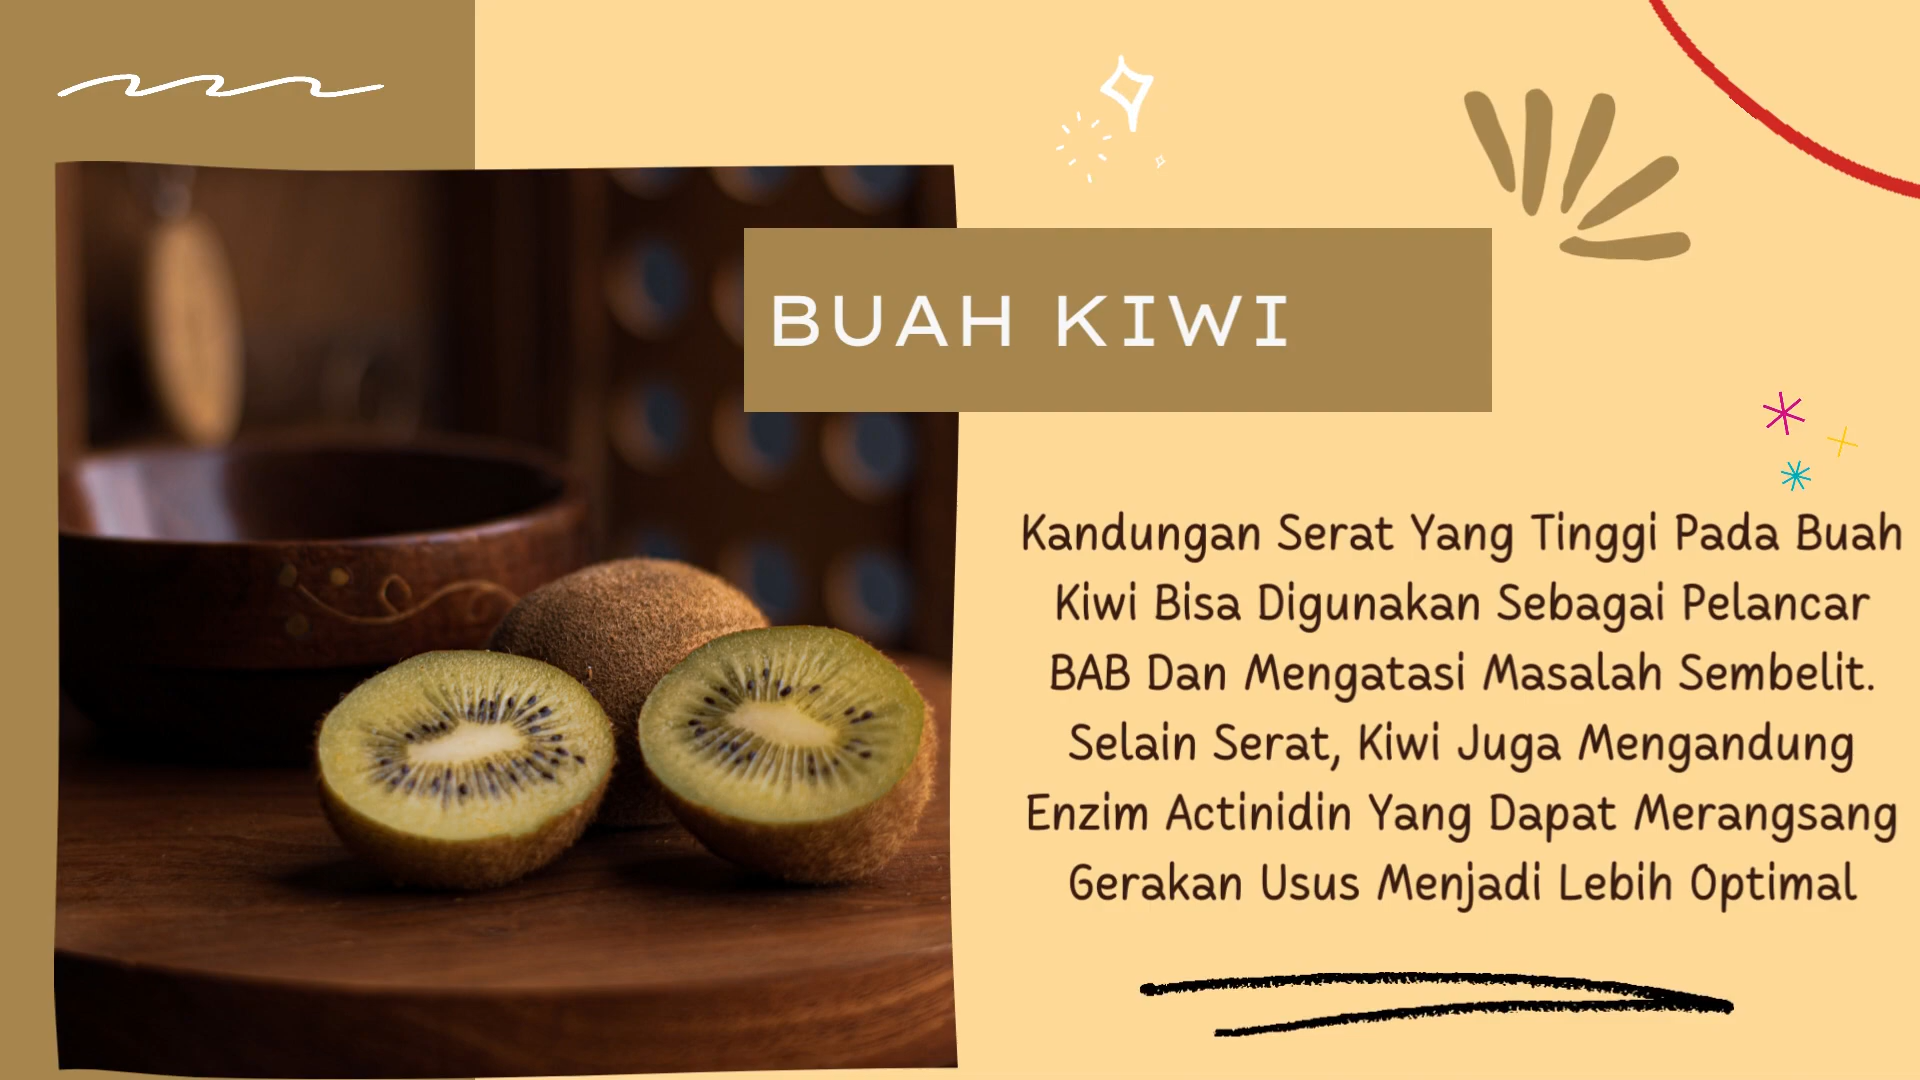 BUAH KIWI
Kandungan Serat Yang Tinggi Pada Buah
Kiwi Bisa Digunakan Sebagai Pelancar
BAB Dan Mengatasi Masalah Sembelit.
Selain Serat, Kiwi Juga Mengandung
Enzim Actinidin Yang Dapat Merangsang
Gerakan Usus Menjadi Lebih Optimal